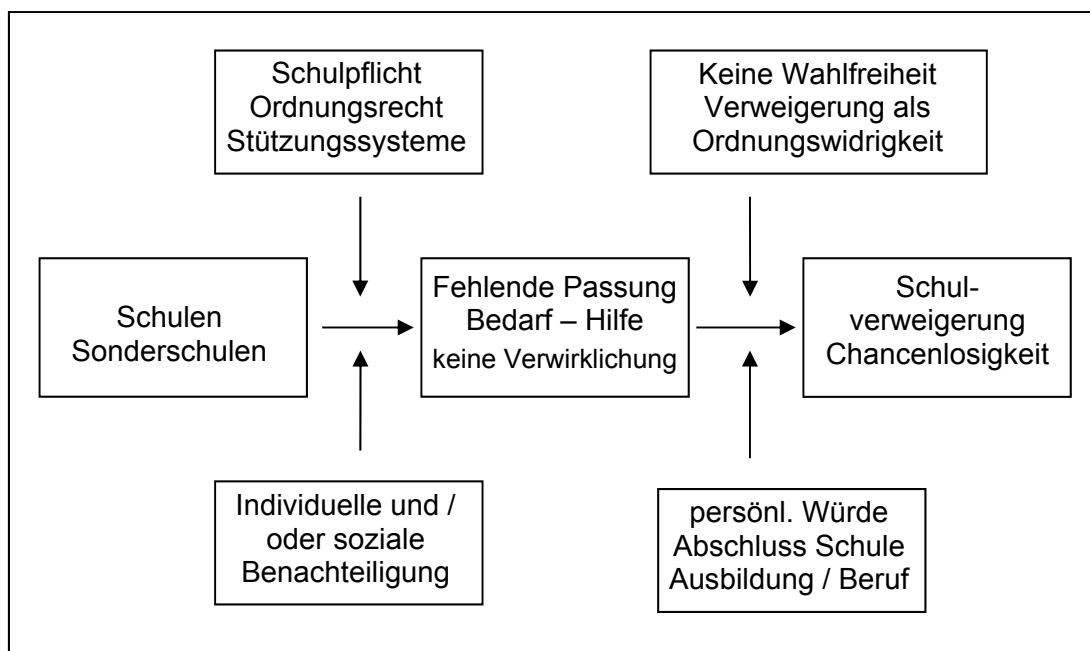 Schulpflicht
Ordnungsrecht
Stützungssysteme
Keine Wahlfreiheit
Verweigerung als
Ordnungswidrigkeit
Schulen
Sonderschulen
Fehlende Passung
Bedarf – Hilfe
keine Verwirklichung
Schul-
verweigerung
Chancenlosigkeit
Individuelle und /
oder soziale
Benachteiligung
persönl. Würde
Abschluss Schule
Ausbildung / Beruf